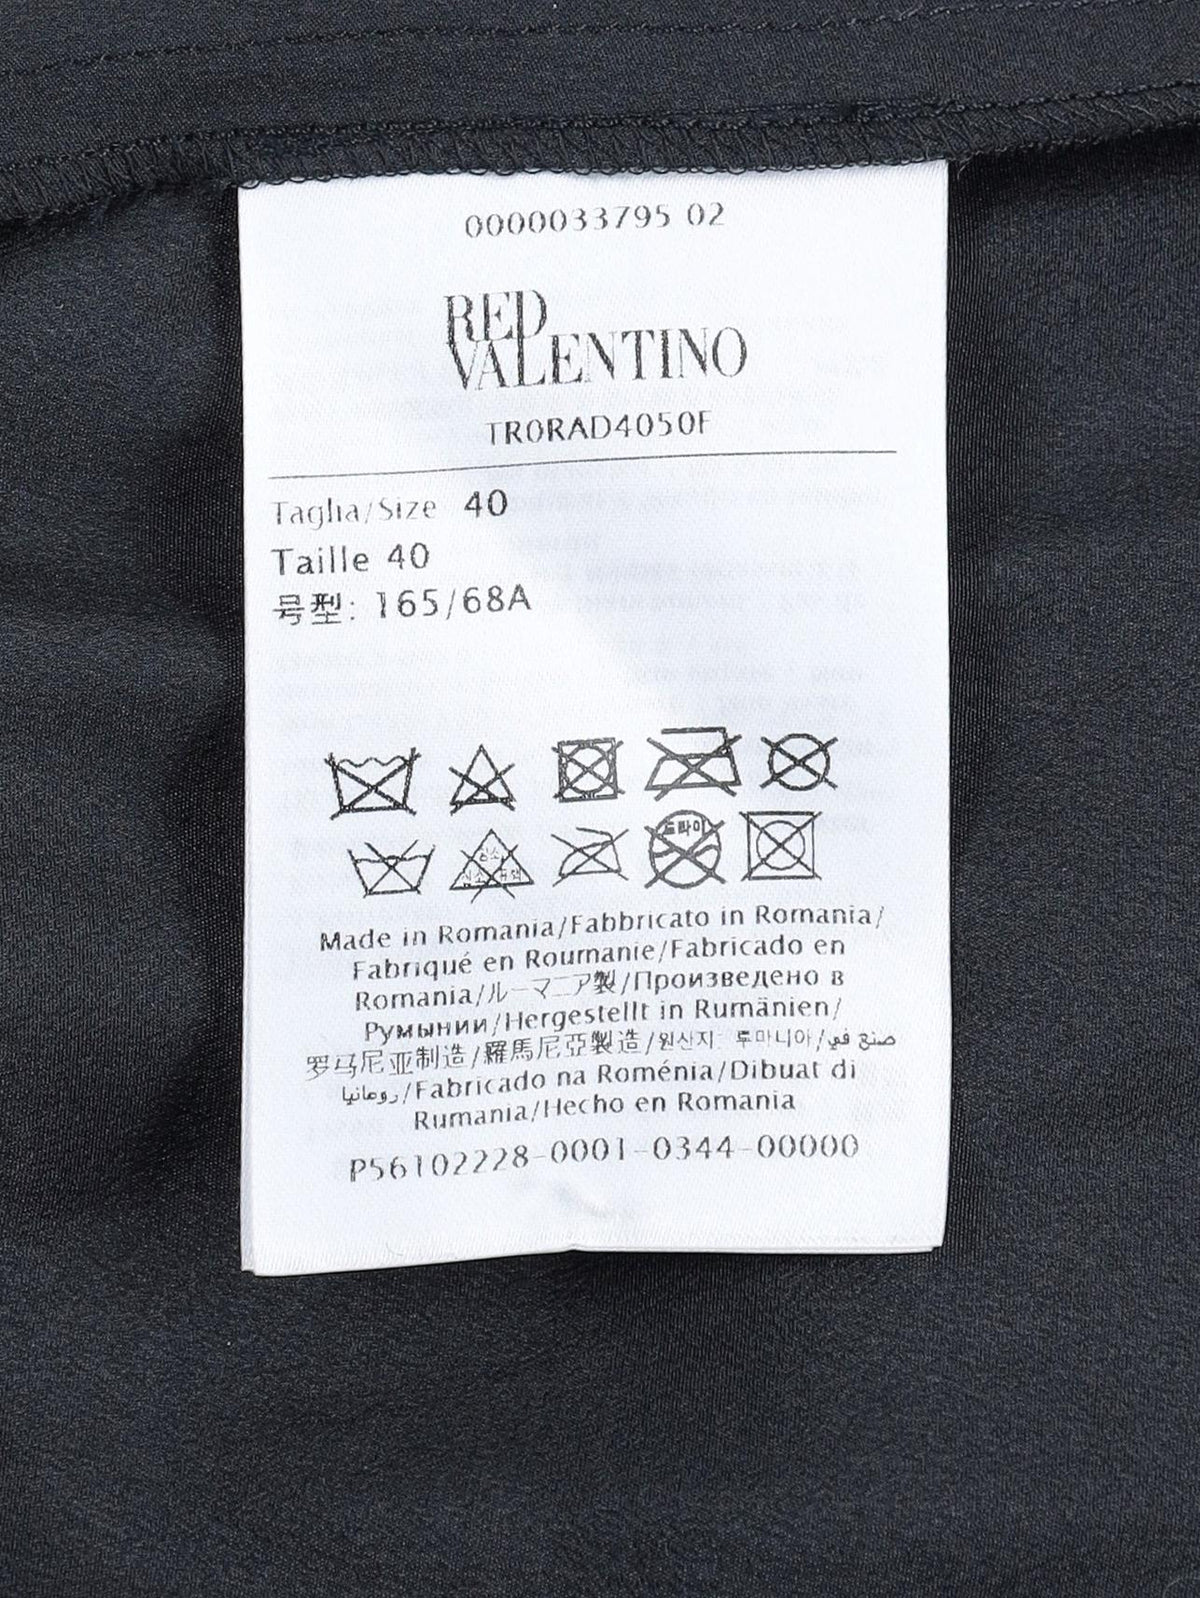 0000033795 02
RED
VALENTINO
TR0RAD4050F
Taglia/Size 40
Taille 40
号型: 165/68A
드라이
Made in Romania/Fabbricato in Romania/
Fabriqué en Roumanie/Fabricado en
Romania/ルーマニア製/Произведено в
Румынии/Hergestellt in Rumänien/
罗马尼亚制造/羅馬尼亞製造/원산지: 루마니아/صنع في
رومانيا/Fabricado na Roménia/Dibuat di
Rumania/Hecho en Romania
P56102228-0001-0344-00000